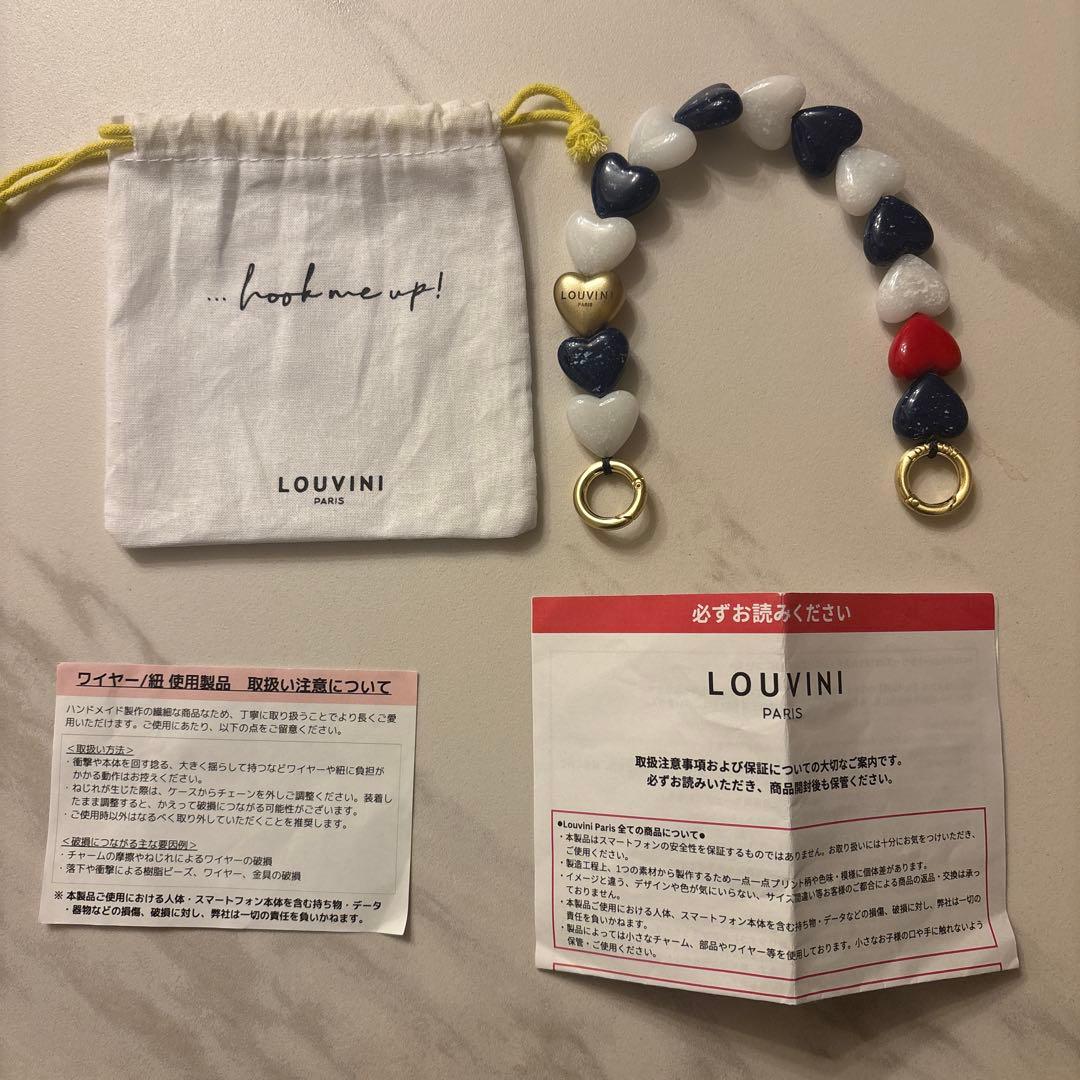 ... hook me up!
LOUVINI
PARIS
LOUVINI
PARIS
ワイヤー/紐 使用製品　取扱い注意について
ハンドメイド製作の繊細な商品なため、丁寧に取り扱うことでより長くご愛
用いただけます。ご使用にあたり、以下の点をご留意ください。
＜取扱い方法＞
・衝撃や本体を回す捻る、大きく揺らして持つなどワイヤーや紐に負担が
かかる動作はお控えください。
・ねじれが生じた際は、ケースからチェーンを外しご調整ください。装着し
たまま調整すると、かえって破損につながる可能性がございます。
・ご使用時以外はなるべく取り外していただくことを推奨します。
＜破損につながる主な要因例＞
・チャームの摩擦やねじれによるワイヤーの破損
・落下や衝撃による樹脂ビーズ、ワイヤー、金具の破損
※ 本製品ご使用における人体・スマートフォン本体を含む持ち物・データ
・器物などの損傷、破損に対し、弊社は一切の責任を負いかねます。
必ずお読みください
LOUVINI
PARIS
取扱注意事項および保証についての大切なご案内です。
必ずお読みいただき、商品開封後も保管ください。
●Louvini Paris 全ての商品について●
・本製品はスマートフォンの安全性を保証するものではありません。お取り扱いには十分にお気をつけいただき、
ご使用ください。
・製造工程上、1つの素材から製作するため一点一点プリント柄や色味・模様に個体差があります。
・イメージと違う、デザインや色が気にいらない、サイズ間違い等お客様のご都合による商品の返品・交換は承っ
ておりません。
・本製品ご使用における人体、スマートフォン本体を含む持ち物・データなどの損傷、破損に対し、弊社は一切の
責任を負いかねます。
・製品によっては小さなチャーム、部品やワイヤー等を使用しております。小さなお子様の口や手に触れないよう
保管・ご使用ください。